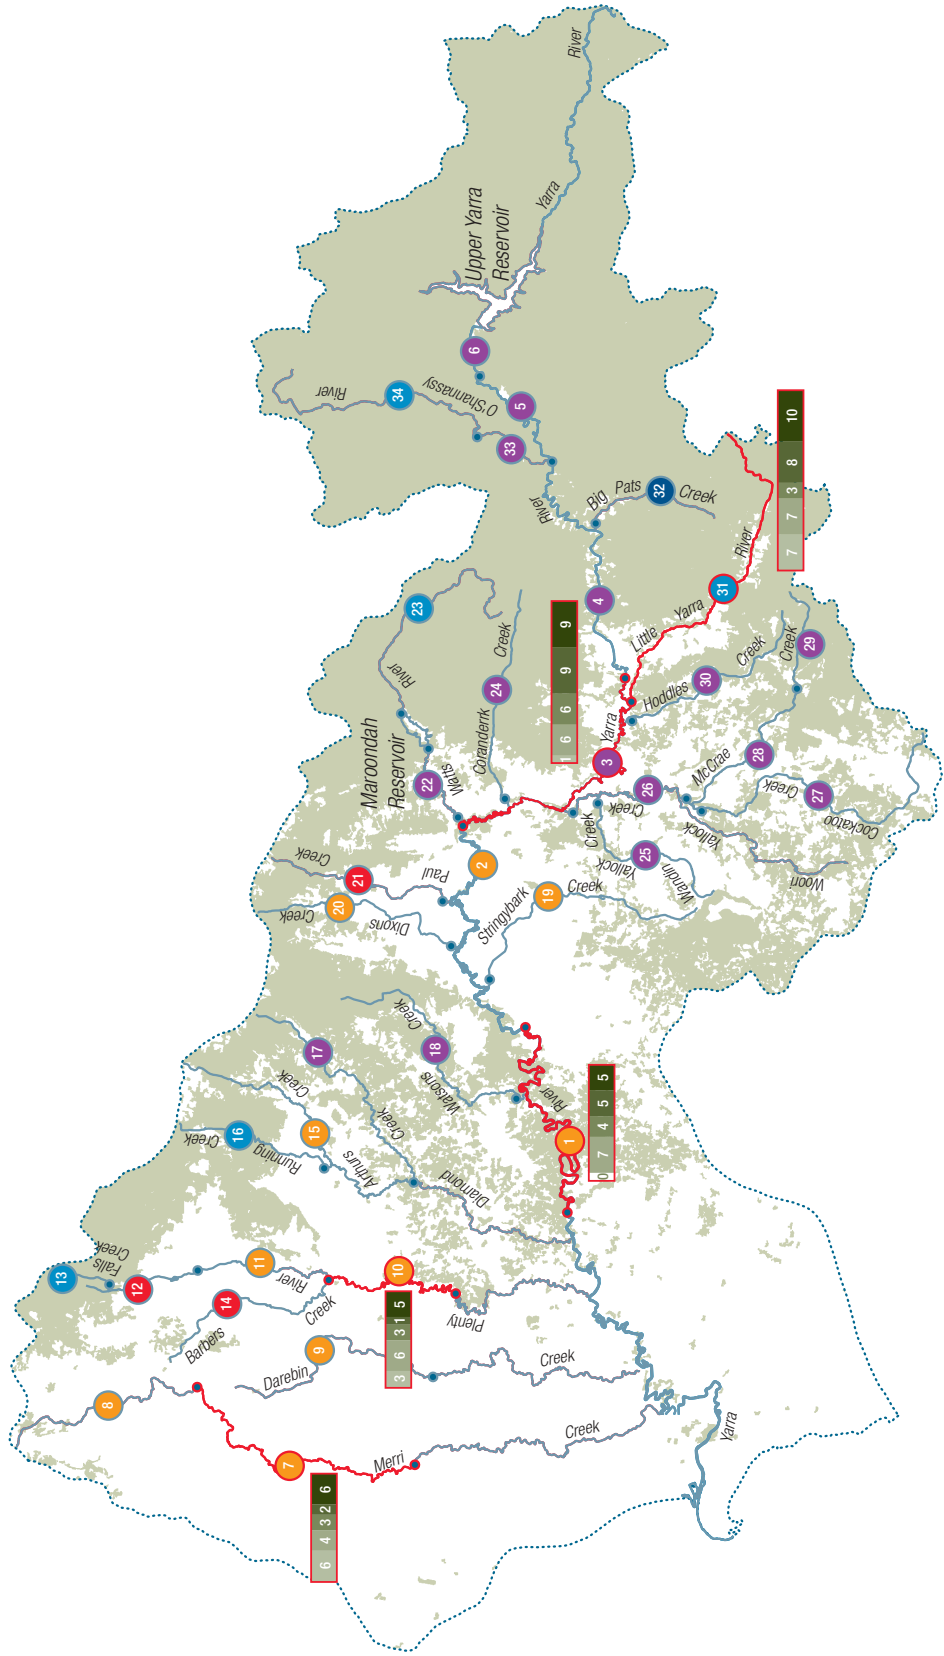 River
Yarra
Upper Yarra
Reservoir
6
River
34
O'Shannassy
5
33
River
Big
Pats
32
Creek
10
8
3
7
7
River
31
Yarra
Little
4
9
9
6
6
1
23
River
Creek
24
Coranderrk
Maroondah
Reservoir
22
Watts
Yarra
3
Hoddles
30
Creek
Creek
29
McCrae
28
Creek
27
Cockatoo
26
Creek
Yallock
Woori
Creek
Yallock
25
Wandin
2
Creek
21
Paul
20
Creek
Dixons
Stringybark
19
Creek
Creek
18
Watsons
17
Creek
Creek
15
Arthurs
16
Creek
Running
Diamond
River
1
5
5
4
7
0
13
Falls
Creek
12
11
River
10
Plenty
5
1
3
6
3
14
Barbers
Creek
9
Darebin
Creek
8
7
Merri
Creek
6
2
3
4
6
Yarra